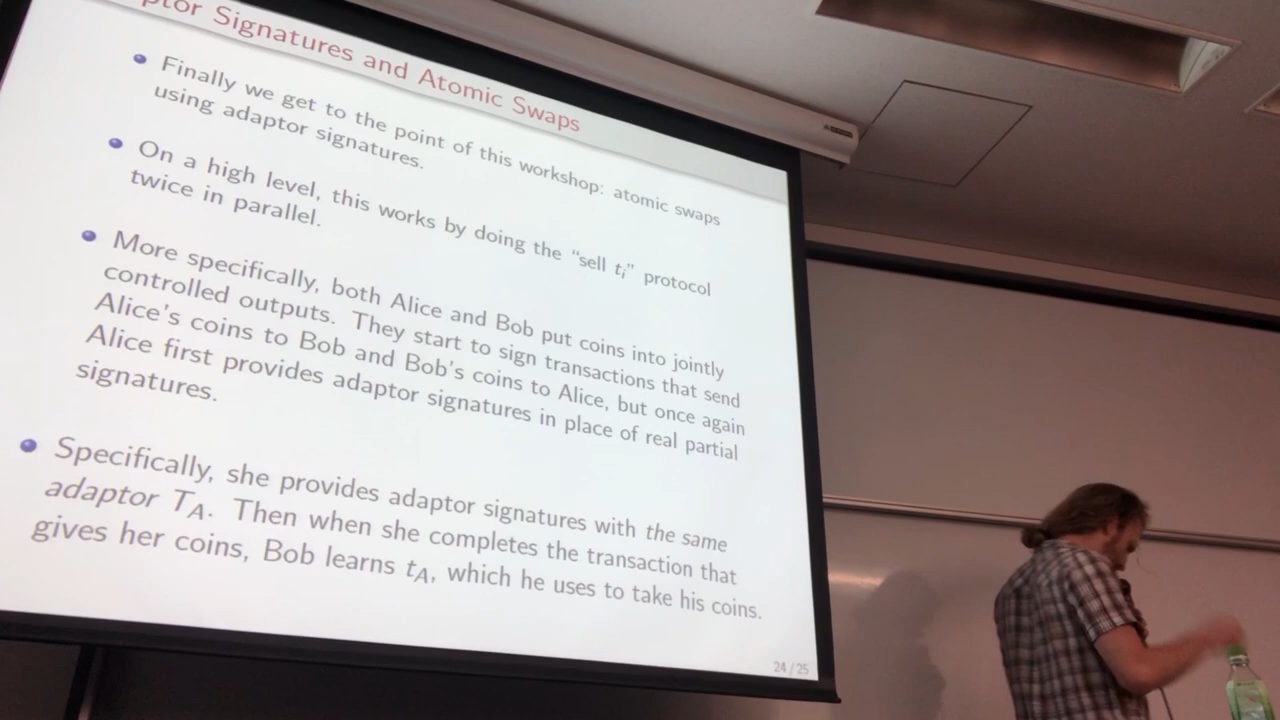 ptor Signatures and Atomic Swaps
Finally we get to the point of this workshop: atomic swaps
using adaptor signatures.
On a high level, this works by doing the “sell tᵢ” protocol
twice in parallel.
More specifically, both Alice and Bob put coins into jointly
controlled outputs. They start to sign transactions that send
Alice's coins to Bob and Bob's coins to Alice, but once again
Alice first provides adaptor signatures in place of real partial
signatures.
Specifically, she provides adaptor signatures with the same
adaptor T_A. Then when she completes the transaction that
gives her coins, Bob learns t_A, which he uses to take his coins.
24 / 25